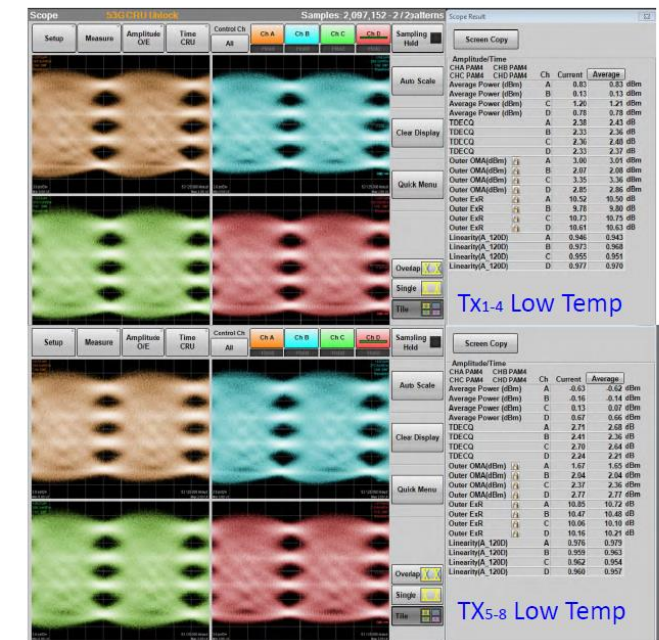 Scope 53G CRU Unlock Samples: 2,097,152 - 2 / 2patterns Scope Result
Setup Measure Amplitude O/E Time CRU Control Ch All Ch A Ch B Ch C Ch D Sampling Hold
Screen Copy
Auto Scale
Clear Display
Quick Menu
Overlap
Single
Tile
Amplitude/Time
CHA PAM4 CHB PAM4
CHC PAM4 CHD PAM4 Ch Current Average
Average Power (dBm) A 0.83 0.83 dBm
Average Power (dBm) B 0.13 0.13 dBm
Average Power (dBm) C 1.20 1.21 dBm
Average Power (dBm) D 0.78 0.78 dBm
TDECQ A 2.38 2.43 dB
TDECQ B 2.33 2.36 dB
TDECQ C 2.36 2.48 dB
TDECQ D 2.33 2.37 dB
Outer OMA(dBm) A 3.00 3.01 dBm
Outer OMA(dBm) B 2.07 2.08 dBm
Outer OMA(dBm) C 3.35 3.36 dBm
Outer OMA(dBm) D 2.85 2.86 dBm
Outer ExR A 10.52 10.50 dB
Outer ExR B 9.78 9.80 dB
Outer ExR C 10.73 10.75 dB
Outer ExR D 10.61 10.63 dB
Linearity(A_120D) A 0.946 0.943
Linearity(A_120D) B 0.973 0.968
Linearity(A_120D) C 0.955 0.951
Linearity(A_120D) D 0.977 0.970
TX1-4 Low Temp
Setup Measure Amplitude O/E Time CRU Control Ch All Ch A Ch B Ch C Ch D Sampling Hold
Screen Copy
Auto Scale
Clear Display
Quick Menu
Overlap
Single
Tile
Amplitude/Time
CHA PAM4 CHB PAM4
CHC PAM4 CHD PAM4 Ch Current Average
Average Power (dBm) A -0.63 -0.62 dBm
Average Power (dBm) B -0.16 -0.14 dBm
Average Power (dBm) C 0.13 0.07 dBm
Average Power (dBm) D 0.67 0.66 dBm
TDECQ A 2.71 2.68 dB
TDECQ B 2.41 2.36 dB
TDECQ C 2.70 2.64 dB
TDECQ D 2.24 2.21 dB
Outer OMA(dBm) A 1.67 1.65 dBm
Outer OMA(dBm) B 2.04 2.04 dBm
Outer OMA(dBm) C 2.37 2.36 dBm
Outer OMA(dBm) D 2.77 2.77 dBm
Outer ExR A 10.85 10.72 dB
Outer ExR B 10.47 10.48 dB
Outer ExR C 10.06 10.10 dB
Outer ExR D 10.16 10.21 dB
Linearity(A_120D) A 0.976 0.979
Linearity(A_120D) B 0.959 0.963
Linearity(A_120D) C 0.962 0.954
Linearity(A_120D) D 0.960 0.957
TX5-8 Low Temp